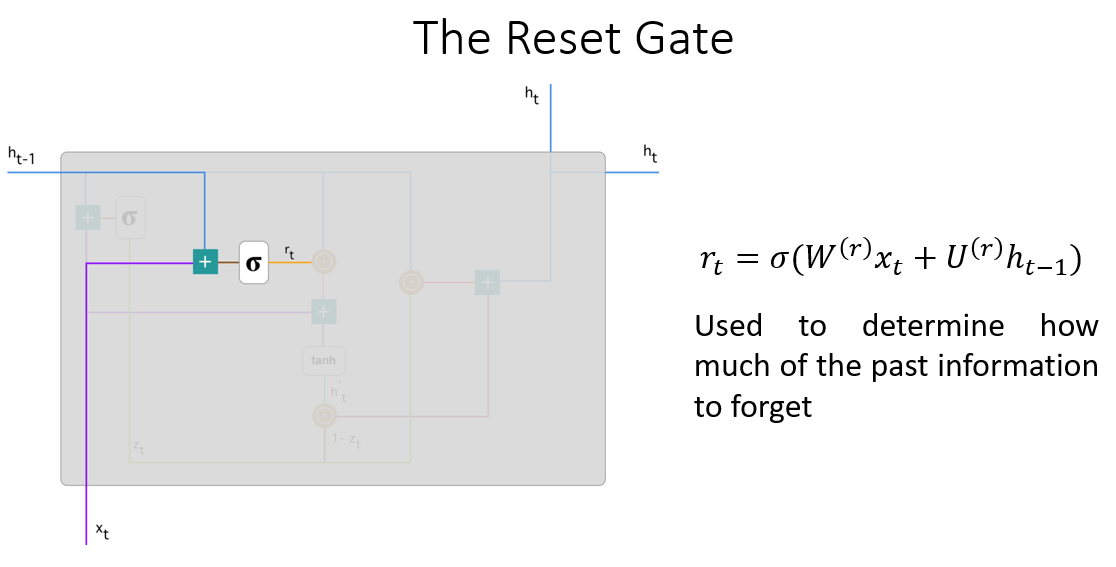 The Reset Gate
h_t
h_{t-1}
h_t
+ σ
+ σ r_t
+
r_t = σ(W^{(r)}x_t + U^{(r)}h_{t-1})
+
Used to determine how
much of the past information
to forget
tanh
h'_t
1- z_t
z_t
x_t